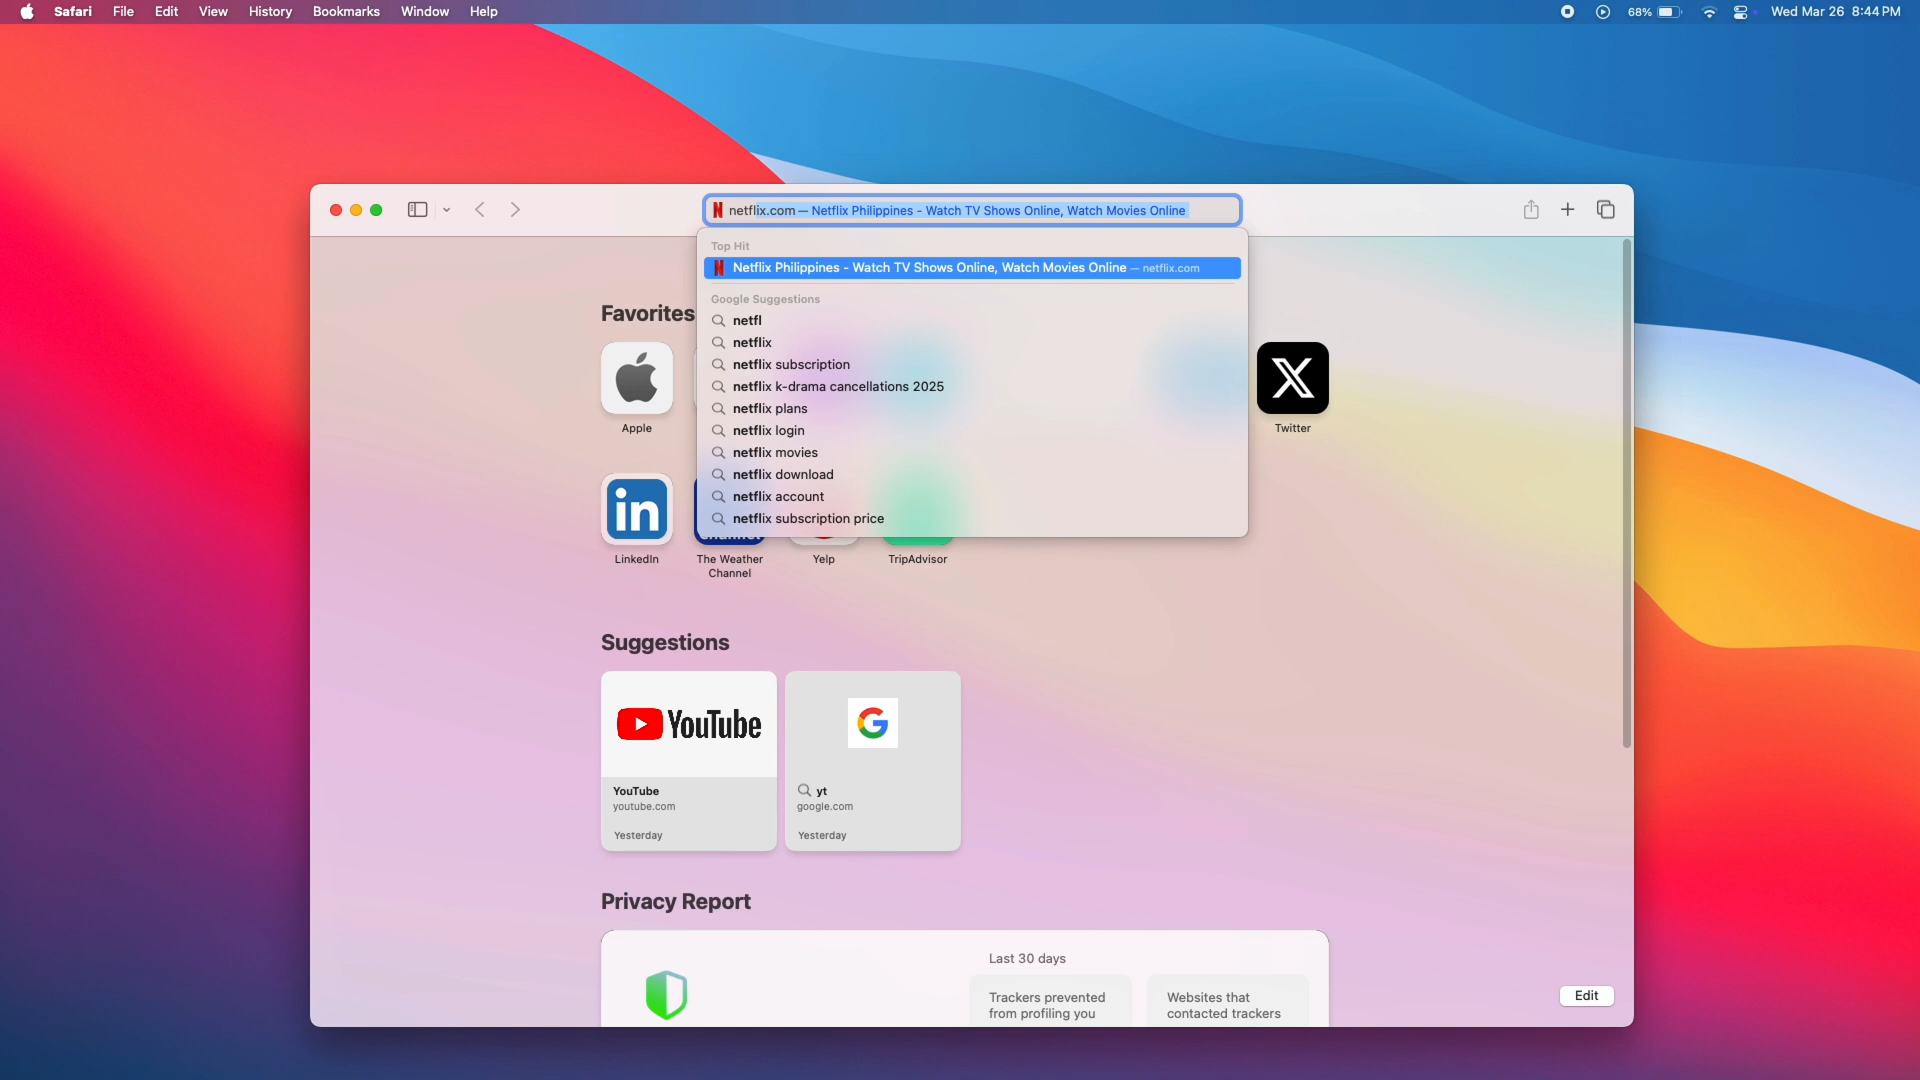 Safari File Edit View History Bookmarks Window Help
68% Wed Mar 26 8:44 PM
netflix.com — Netflix Philippines - Watch TV Shows Online, Watch Movies Online
Top Hit
Netflix Philippines - Watch TV Shows Online, Watch Movies Online — netflix.com
Google Suggestions
netfl
netflix
netflix subscription
netflix k-drama cancellations 2025
netflix plans
netflix login
netflix movies
netflix download
netflix account
netflix subscription price
Favorites
Apple
Twitter
in
LinkedIn
The Weather
Channel
Yelp
TripAdvisor
Suggestions
YouTube
YouTube
youtube.com
Yesterday
G
yt
google.com
Yesterday
Privacy Report
Last 30 days
Trackers prevented
from profiling you
Websites that
contacted trackers
Edit